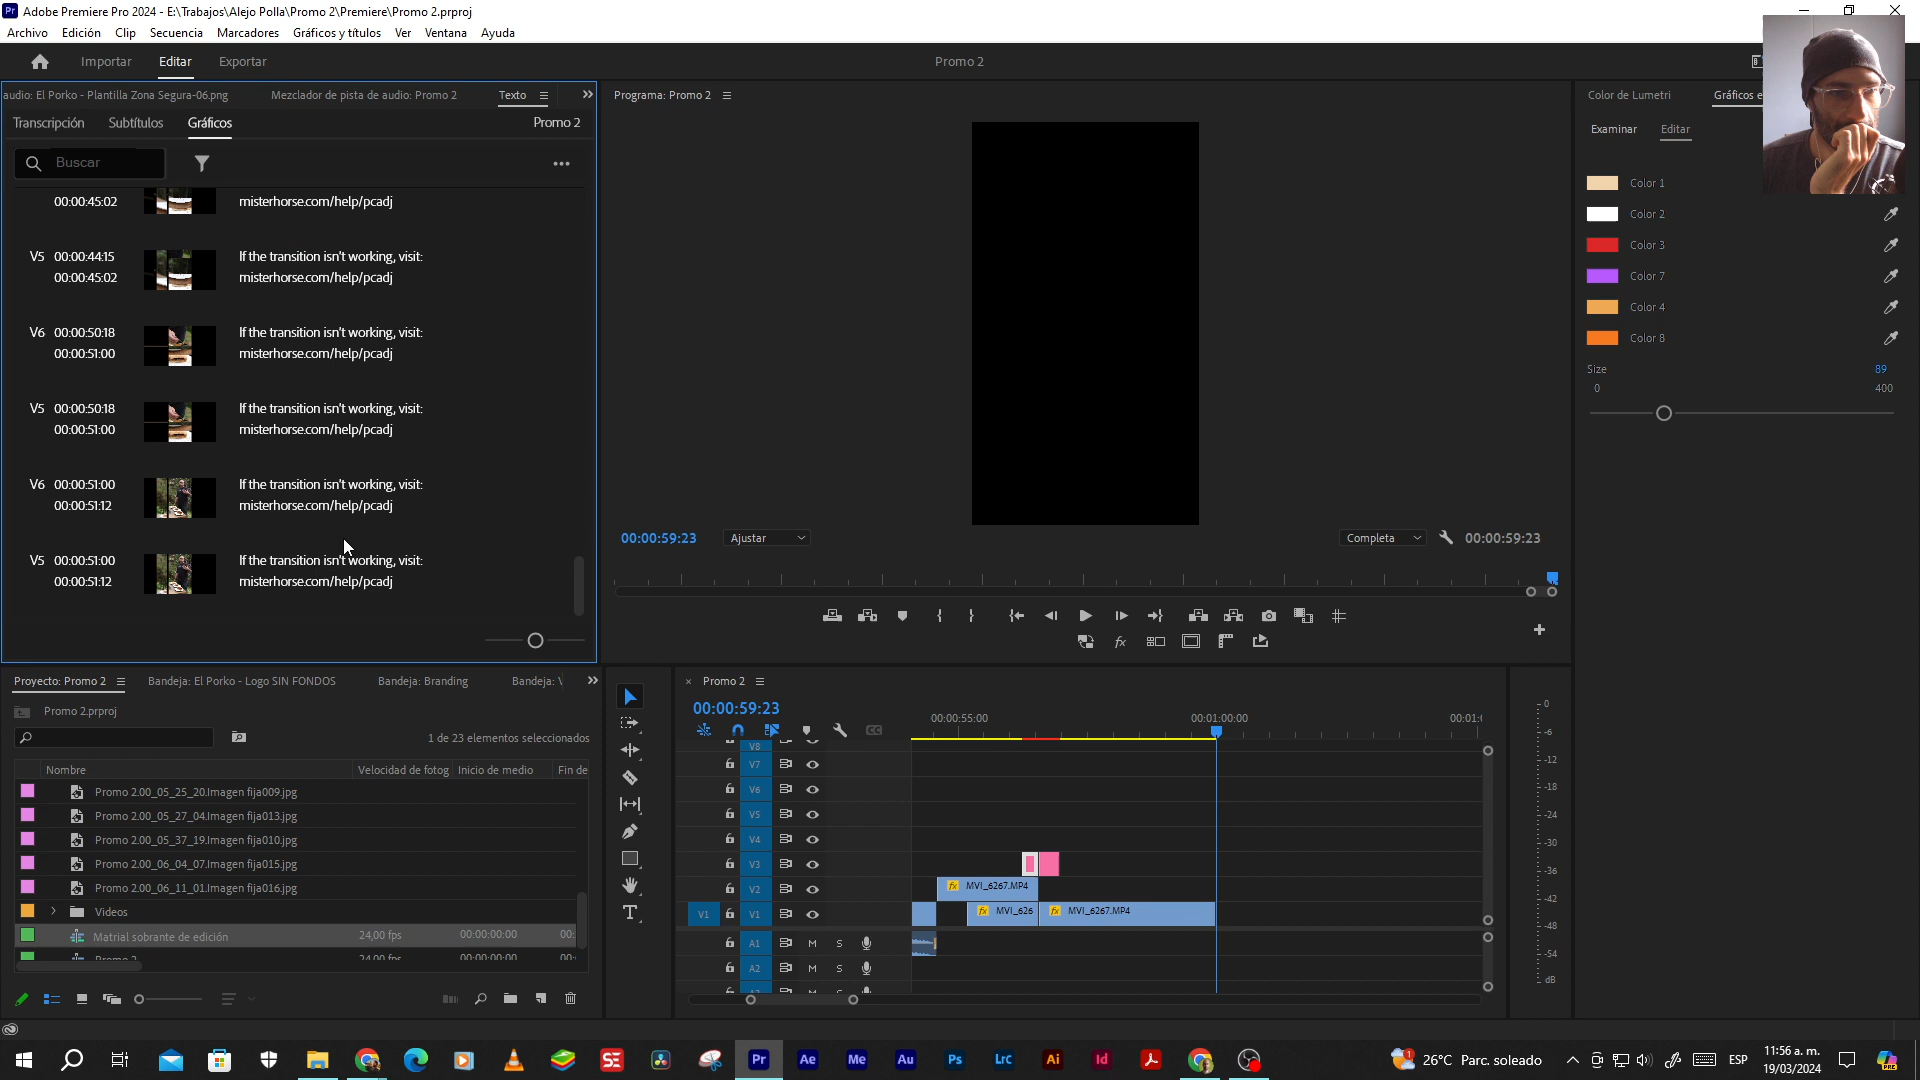 Pr Adobe Premiere Pro 2024 - E:\Trabajos\Alejo Polla\Promo 2\Premiere\Promo 2.prproj
Archivo Edición Clip Secuencia Marcadores Gráficos y títulos Ver Ventana Ayuda
Importar Editar Exportar Promo 2
audio: El Porko - Plantilla Zona Segura-06.png Mezclador de pista de audio: Promo 2 Texto
Transcripción Subtítulos Gráficos Promo 2
Buscar
00:00:45:02 misterhorse.com/help/pcadj
V5 00:00:44:15 If the transition isn't working, visit:
00:00:45:02 misterhorse.com/help/pcadj
V6 00:00:50:18 If the transition isn't working, visit:
00:00:51:00 misterhorse.com/help/pcadj
V5 00:00:50:18 If the transition isn't working, visit:
00:00:51:00 misterhorse.com/help/pcadj
V6 00:00:51:00 If the transition isn't working, visit:
00:00:51:12 misterhorse.com/help/pcadj
V5 00:00:51:00 If the transition isn't working, visit:
00:00:51:12 misterhorse.com/help/pcadj
Programa: Promo 2
00:00:59:23 Ajustar Completa 00:00:59:23
Color de Lumetri Gráficos e
Examinar Editar
Color 1
Color 2
Color 3
Color 7
Color 4
Color 8
Size 89
0 400
Proyecto: Promo 2 Bandeja: El Porko - Logo SIN FONDOS Bandeja: Branding Bandeja: V
Promo 2.prproj
1 de 23 elementos seleccionados
Nombre Velocidad de fotog Inicio de medio Fin de
Promo 2.00_05_25_20.Imagen fija009.jpg
Promo 2.00_05_27_04.Imagen fija013.jpg
Promo 2.00_05_37_19.Imagen fija010.jpg
Promo 2.00_06_04_07.Imagen fija015.jpg
Promo 2.00_06_11_01.Imagen fija016.jpg
Videos
Matrial sobrante de edición 24,00 fps 00:00:00:00 00:
Promo 2 24,00 fps 00:00:00:00 00:
Promo 2
00:00:59:23
00:00:55:00 00:01:00:00 00:01:0
V8
V7
V6
V5
V4
V3
V2 fx MVI_6267.MP4
V1 V1 fx MVI_626 fx MVI_6267.MP4
A1 M S
A2 M S
0
-6
-12
-18
-24
-30
-36
-42
-48
-54
dB
SE Pr Ae Me Au Ps LrC Ai Id
1 26°C Parc. soleado ESP
11:56 a. m.
19/03/2024
PRE